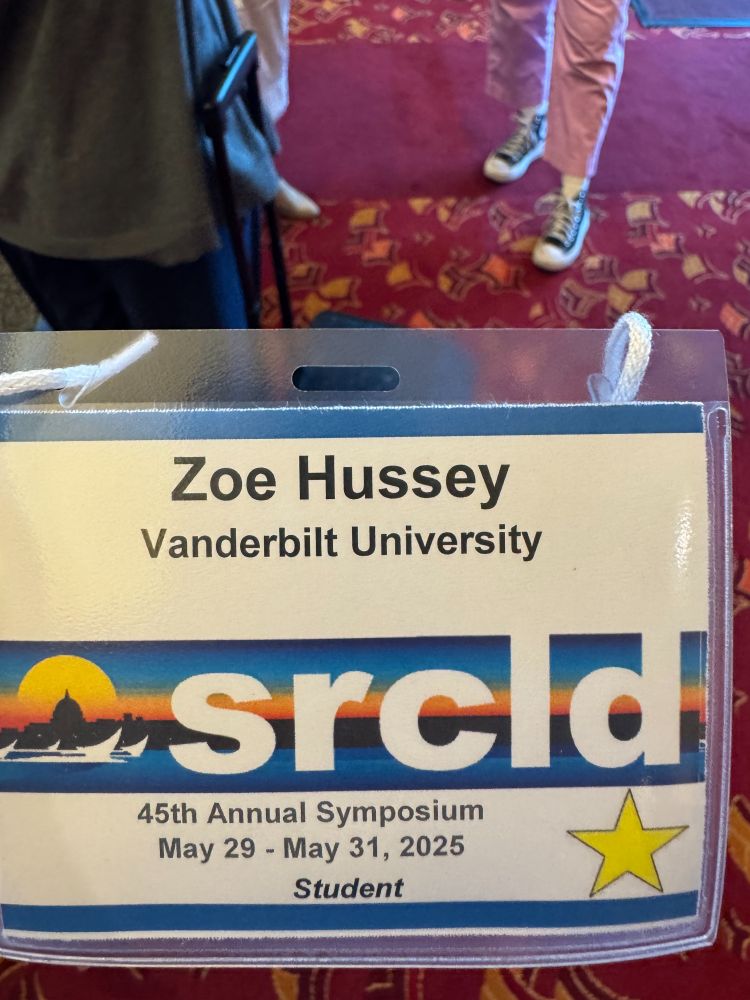 Zoe Hussey
Vanderbilt University
srcld
45th Annual Symposium
May 29 - May 31, 2025
Student